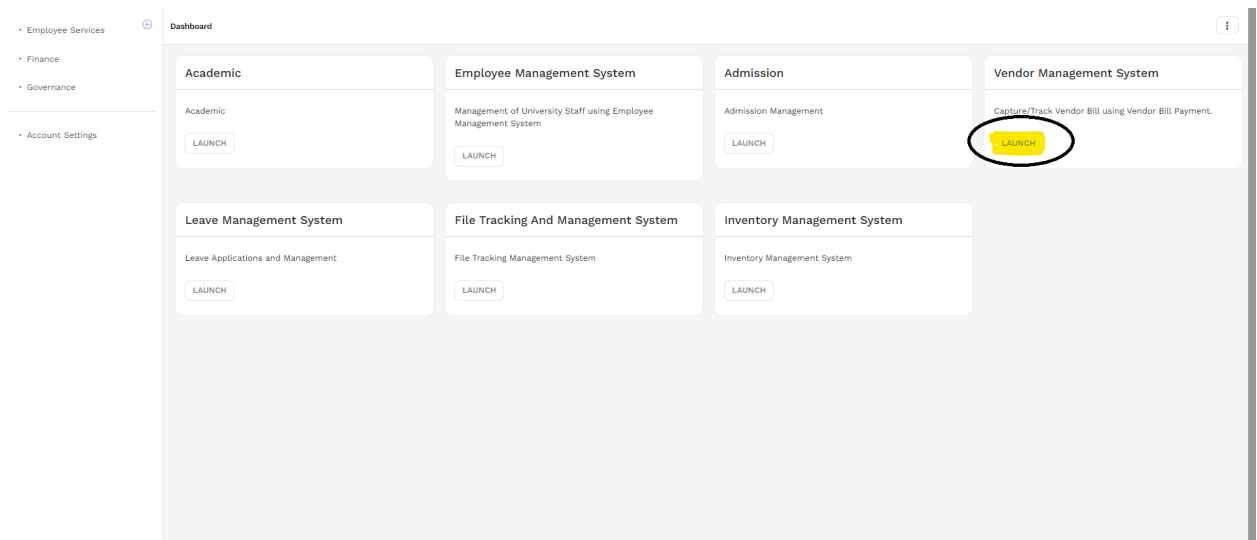 • Employee Services
• Finance
• Governance
• Account Settings
Dashboard
Academic
Academic
LAUNCH
Employee Management System
Management of University Staff using Employee
Management System
LAUNCH
Admission
Admission Management
LAUNCH
Vendor Management System
Capture/Track Vendor Bill using Vendor Bill Payment.
LAUNCH
Leave Management System
Leave Applications and Management
LAUNCH
File Tracking And Management System
File Tracking Management System
LAUNCH
Inventory Management System
Inventory Management System
LAUNCH